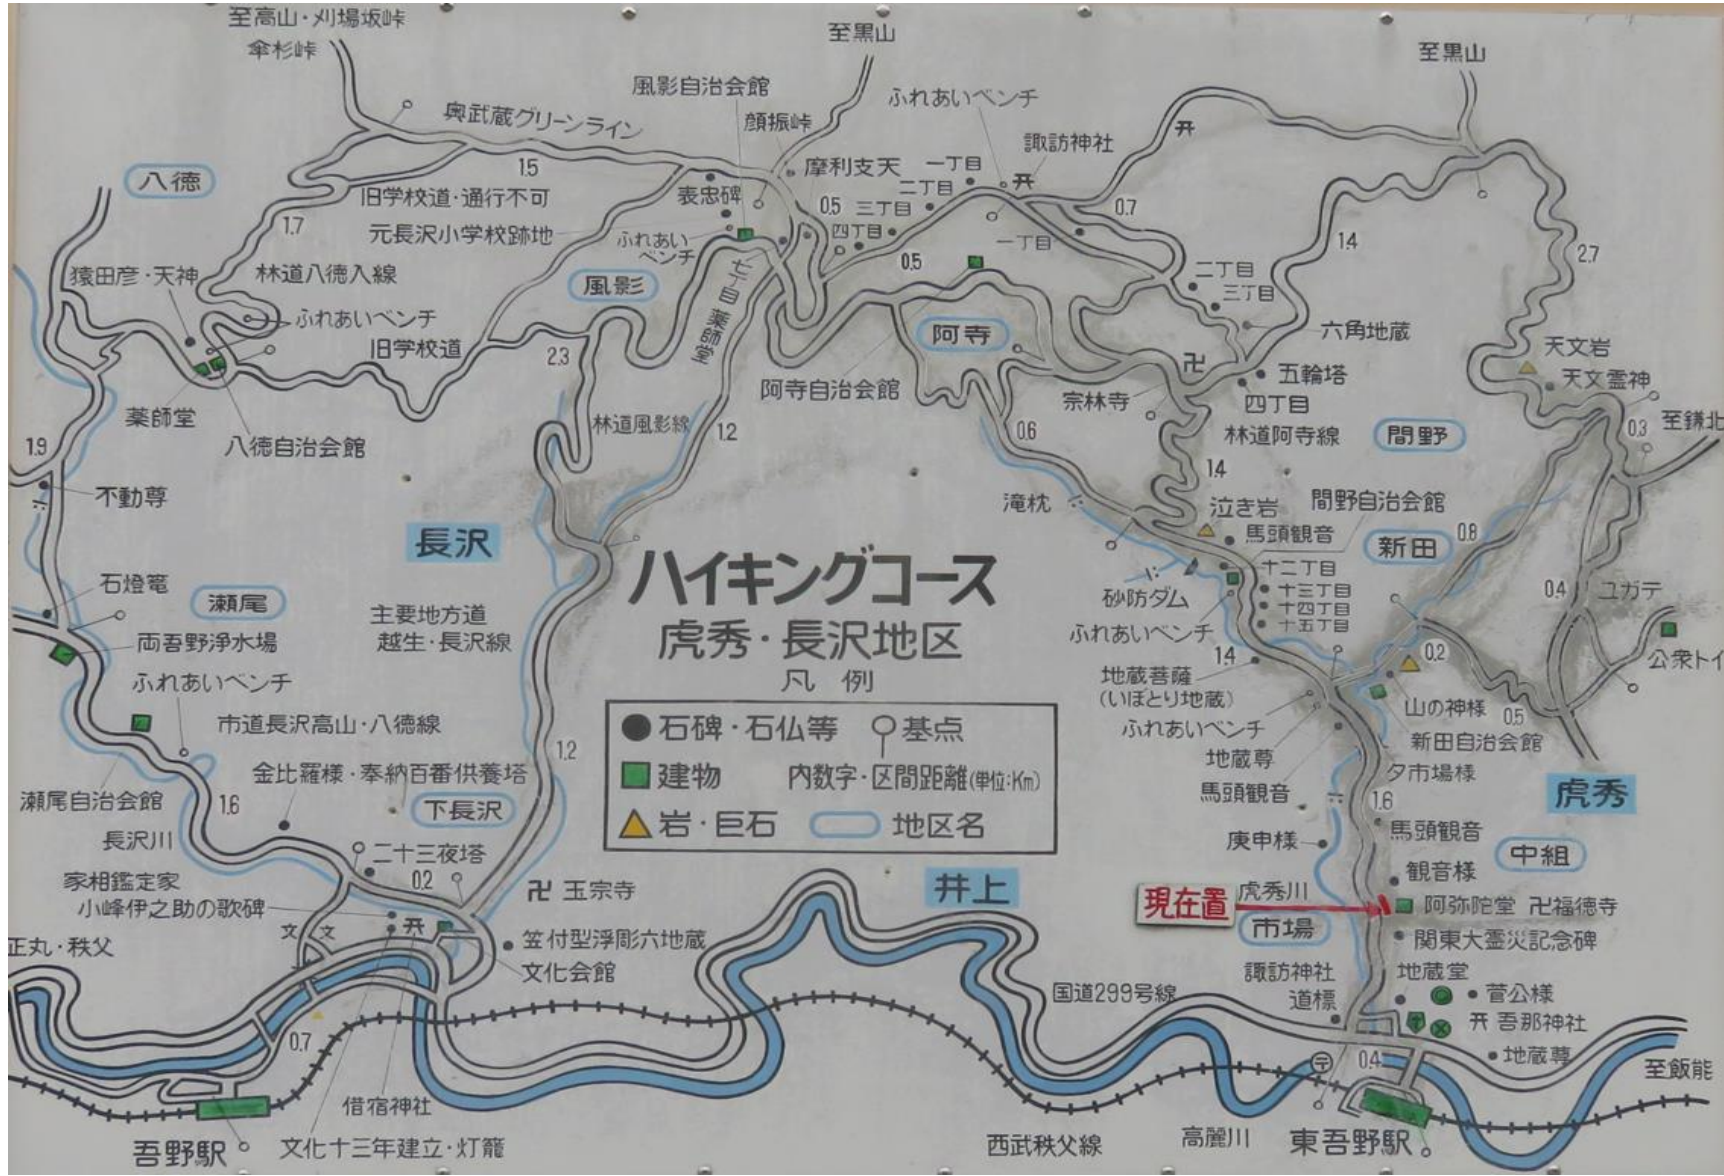 至高山・刈場坂峠
傘杉峠
至黒山
至黒山
風影自治会館
ふれあいベンチ
奥武蔵グリーンライン
顔振峠
諏訪神社
八徳
1.5
摩利支天
一丁目
二丁目
旧学校道・通行不可
表忠碑
0.5
三丁目
0.7
1.7
元長沢小学校跡地
ふれあい
ベンチ
四丁目
一丁目
1.4
2.7
猿田彦・天神
林道八徳入線
風影
0.5
二丁目
三丁目
七丁目
薬師堂
ふれあいベンチ
旧学校道
2.3
阿寺
六角地蔵
天文岩
天文霊神
阿寺自治会館
宗林寺
卍
五輪塔
四丁目
薬師堂
八徳自治会館
林道風影線
1.2
0.6
林道阿寺線
間野
0.3
至鎌北
1.9
1.4
不動尊
滝枕
泣き岩
間野自治会館
長沢
馬頭観音
新田
0.8
ハイキングコース
虎秀・長沢地区
十二丁目
十三丁目
十四丁目
十五丁目
石燈篭
瀬尾
主要地方道
越生・長沢線
砂防ダム
ふれあいベンチ
0.4
ユガテ
両吾野浄水場
1.4
0.2
公衆トイ
ふれあいベンチ
地蔵菩薩
(いぼとり地蔵)
山の神様
0.5
市道長沢高山・八徳線
凡例
石碑・石仏等
基点
建物
内数字・区間距離(単位:Km)
岩・巨石
地区名
ふれあいベンチ
地蔵尊
新田自治会館
夕市場様
1.2
金比羅様・奉納百番供養塔
馬頭観音
1.6
虎秀
瀬尾自治会館
1.6
下長沢
馬頭観音
長沢川
庚申様
中組
二十三夜塔
0.2
観音様
家相鑑定家
小峰伊之助の歌碑
卍 玉宗寺
井上
現在置
虎秀川
阿弥陀堂 卍福徳寺
市場
関東大霊災記念碑
文 文
笠付型浮彫六地蔵
文化会館
正丸・秩父
諏訪神社
道標
地蔵堂
国道299号線
菅公様
吾那神社
0.7
0.4
地蔵尊
至飯能
借宿神社
吾野駅
文化十三年建立・灯籠
西武秩父線
高麗川
東吾野駅